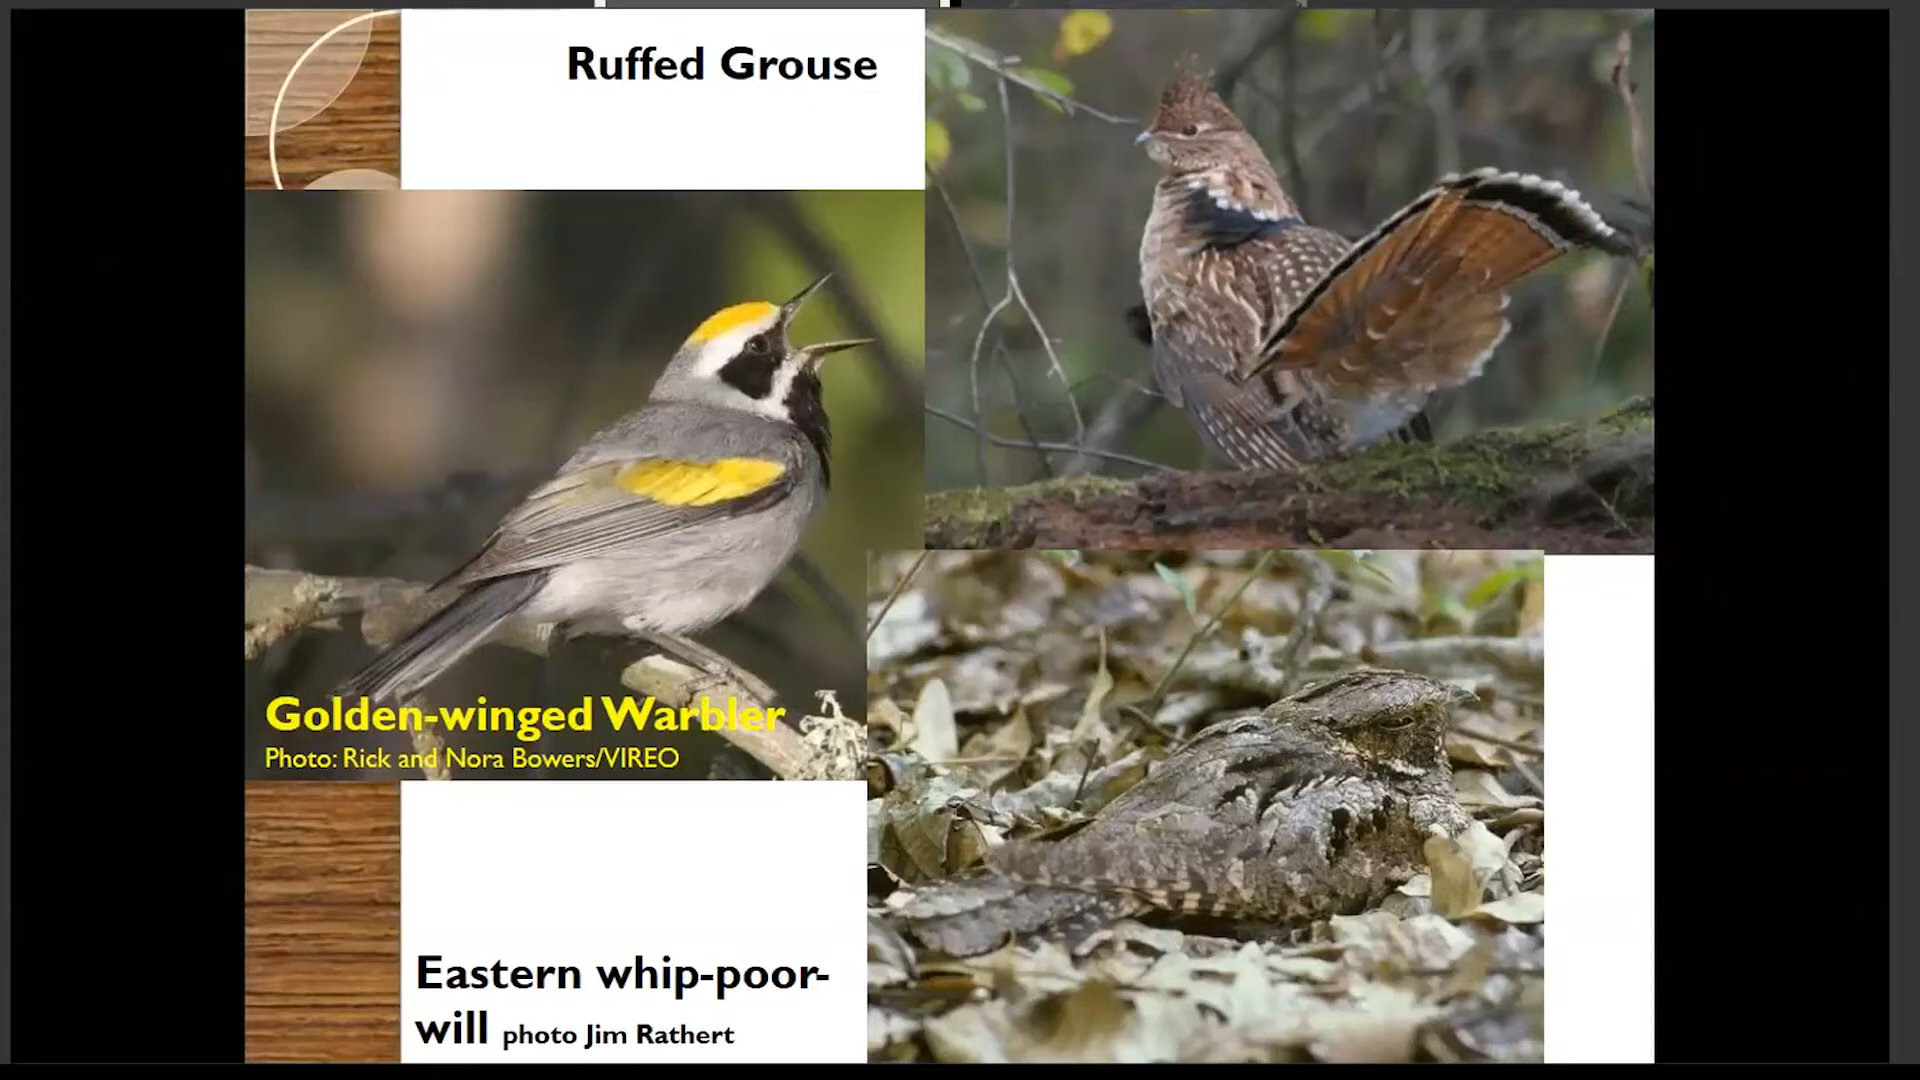 Ruffed Grouse
Golden-winged Warbler
Photo: Rick and Nora Bowers/VIREO
Eastern whip-poor-
will photo Jim Rathert